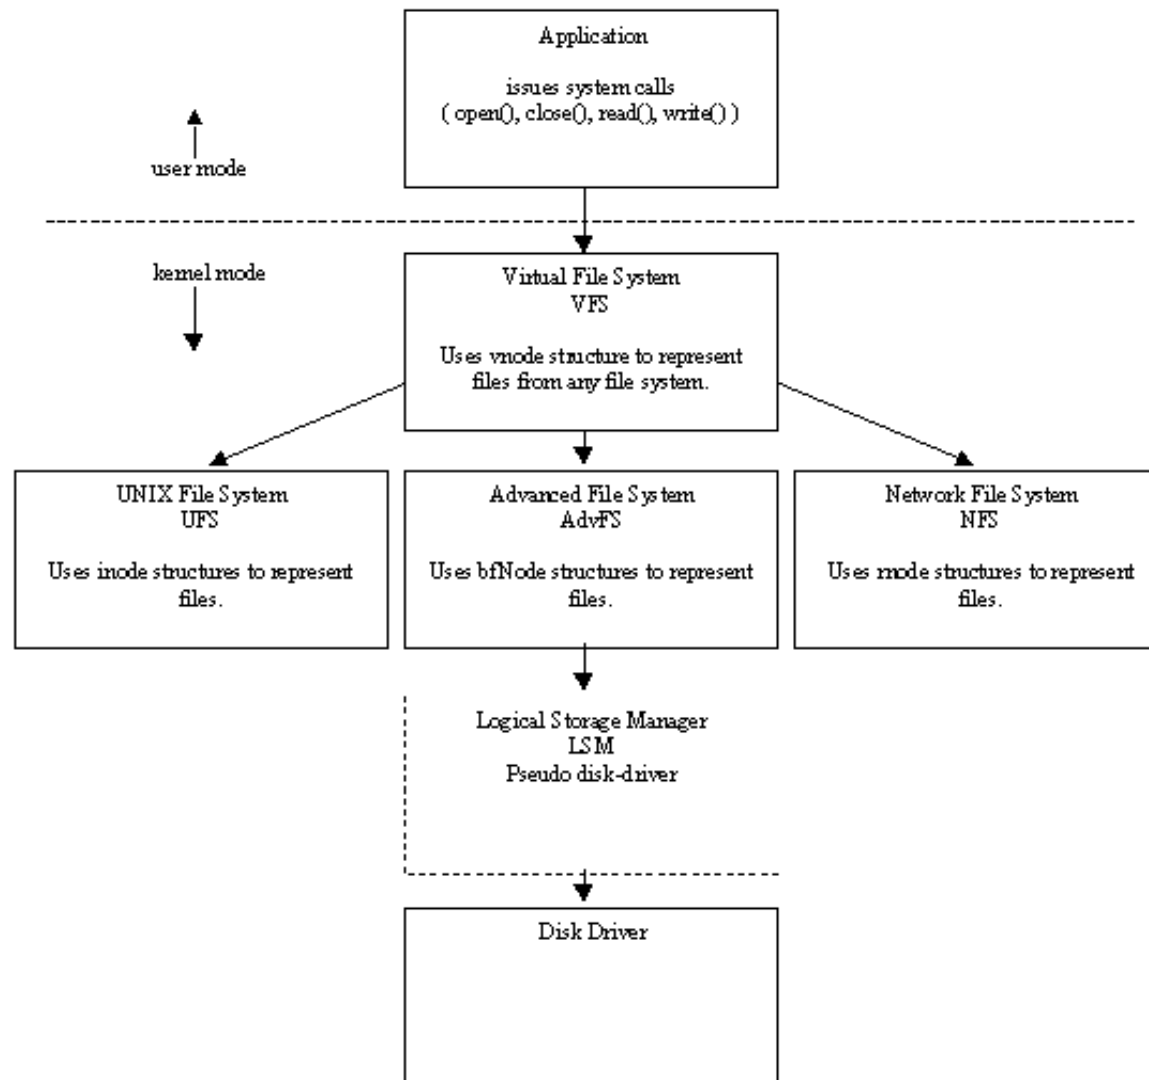 Application
issues system calls
( open(), close(), read(), write() )
user mode
kernel mode
Virtual File System
VFS
Uses vnode structure to represent
files from any file system.
UNIX File System
UFS
Uses inode structures to represent
files.
Advanced File System
AdvFS
Uses bfNode structures to represent
files.
Network File System
NFS
Uses rnode structures to represent
files.
Logical Storage Manager
LSM
Pseudo disk-driver
Disk Driver